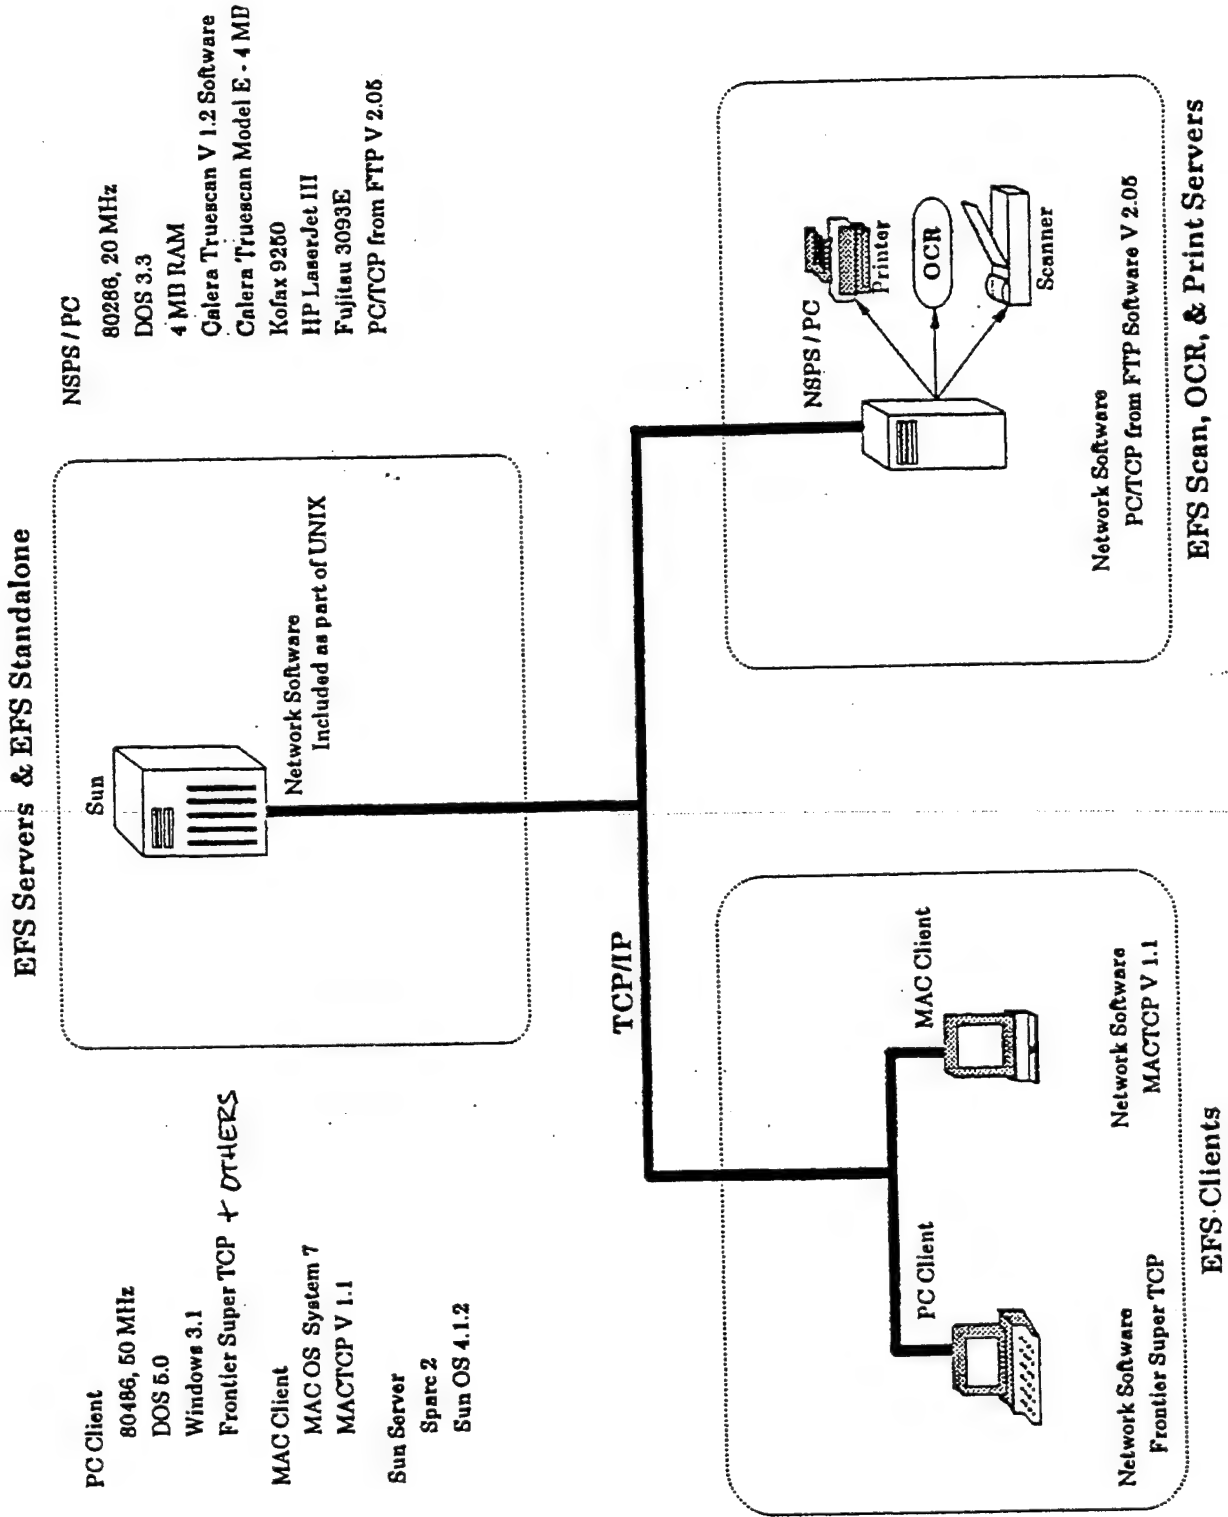 EFS Servers & EFS Standalone
PC Client
80486, 50 MHz
DOS 5.0
Windows 3.1
Frontier Super TCP + OTHERS
MAC Client
MAC OS System 7
MACTCP V 1.1
Sun Server
Sparc 2
Sun OS 4.1.2
Sun
Network Software
Included as part of UNIX
NSPS / PC
80286, 20 MHz
DOS 3.3
4 MB RAM
Calera Truescan V 1.2 Software
Calera Truescan Model E - 4 MB
Kofax 9250
HP LaserJet III
Fujitsu 3093E
PC/TCP from FTP V 2.05
TCP/IP
PC Client
MAC Client
Network Software
Frontier Super TCP
Network Software
MACTCP V 1.1
EFS Clients
NSPS / PC
Printer
OCR
Scanner
Network Software
PC/TCP from FTP Software V 2.05
EFS Scan, OCR, & Print Servers